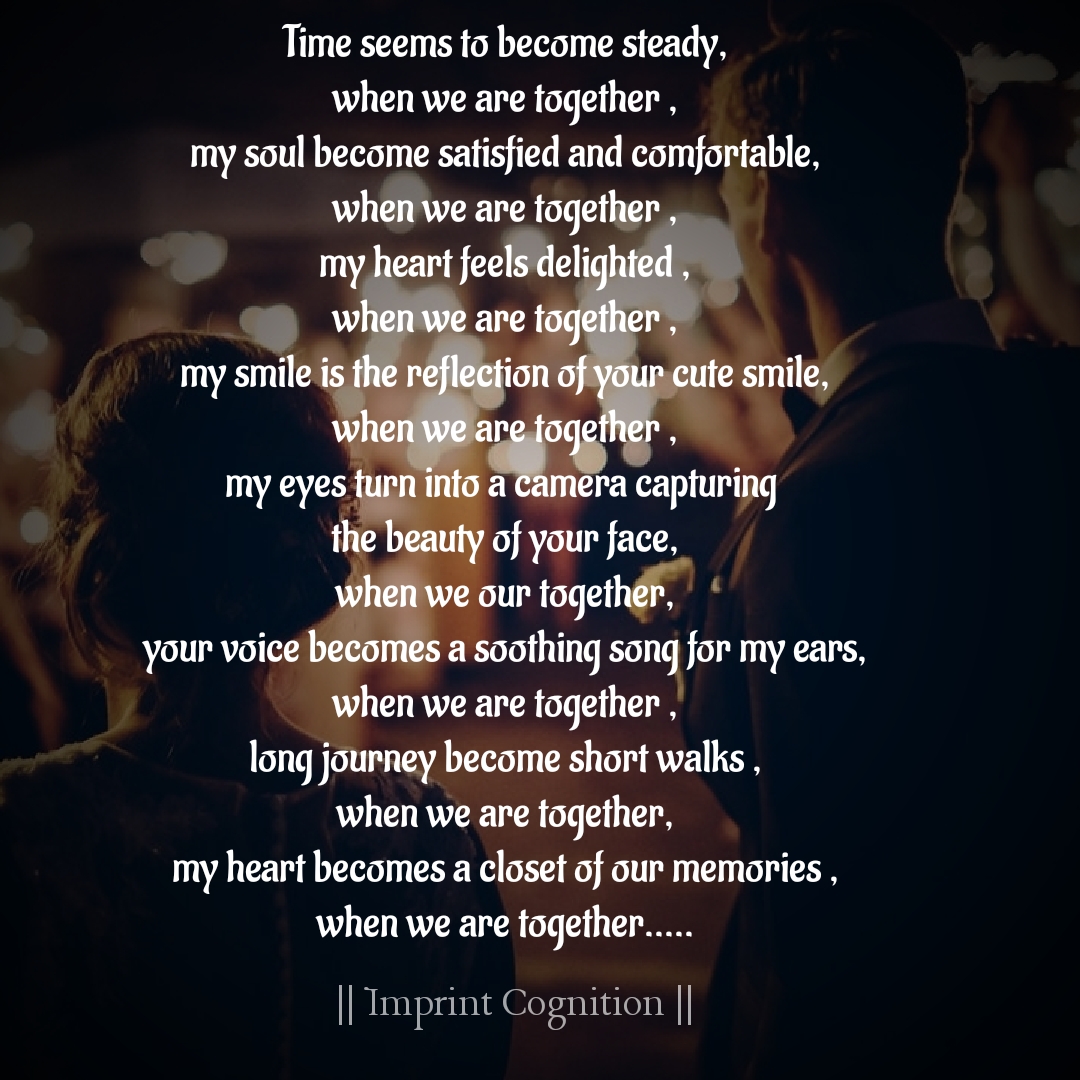 Time seems to become steady,
when we are together ,
my soul become satisfied and comfortable,
when we are together ,
my heart feels delighted ,
when we are together ,
my smile is the reflection of your cute smile,
when we are together ,
my eyes turn into a camera capturing
the beauty of your face,
when we our together,
your voice becomes a soothing song for my ears,
when we are together ,
long journey become short walks ,
when we are together,
my heart becomes a closet of our memories ,
when we are together.....
|| Imprint Cognition ||